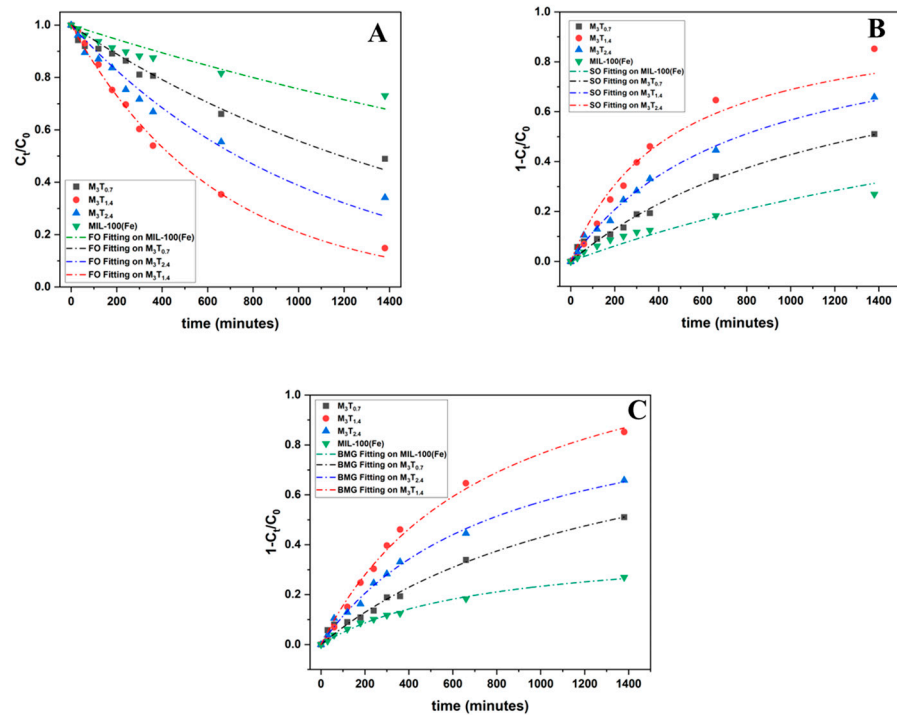 A
1.0
0.8
0.6
0.4
0.2
0.0
Cₜ/C₀
M₃T₀.₇
M₃T₁.₄
M₃T₂.₄
MIL-100(Fe)
FO Fitting on MIL-100(Fe)
FO Fitting on M₃T₀.₇
FO Fitting on M₃T₂.₄
FO Fitting on M₃T₁.₄
0 200 400 600 800 1000 1200 1400
time (minutes)
B
1.0
0.8
0.6
0.4
0.2
0.0
1-Cₜ/C₀
M₃T₀.₇
M₃T₁.₄
M₃T₂.₄
MIL-100(Fe)
SO Fitting on MIL-100(Fe)
SO Fitting on M₃T₀.₇
SO Fitting on M₃T₁.₄
SO Fitting on M₃T₂.₄
0 200 400 600 800 1000 1200 1400
time (minutes)
C
1.0
0.8
0.6
0.4
0.2
0.0
1-Cₜ/C₀
M₃T₀.₇
M₃T₁.₄
M₃T₂.₄
MIL-100(Fe)
BMG Fitting on MIL-100(Fe)
BMG Fitting on M₃T₀.₇
BMG Fitting on M₃T₂.₄
BMG Fitting on M₃T₁.₄
0 200 400 600 800 1000 1200 1400
time (minutes)